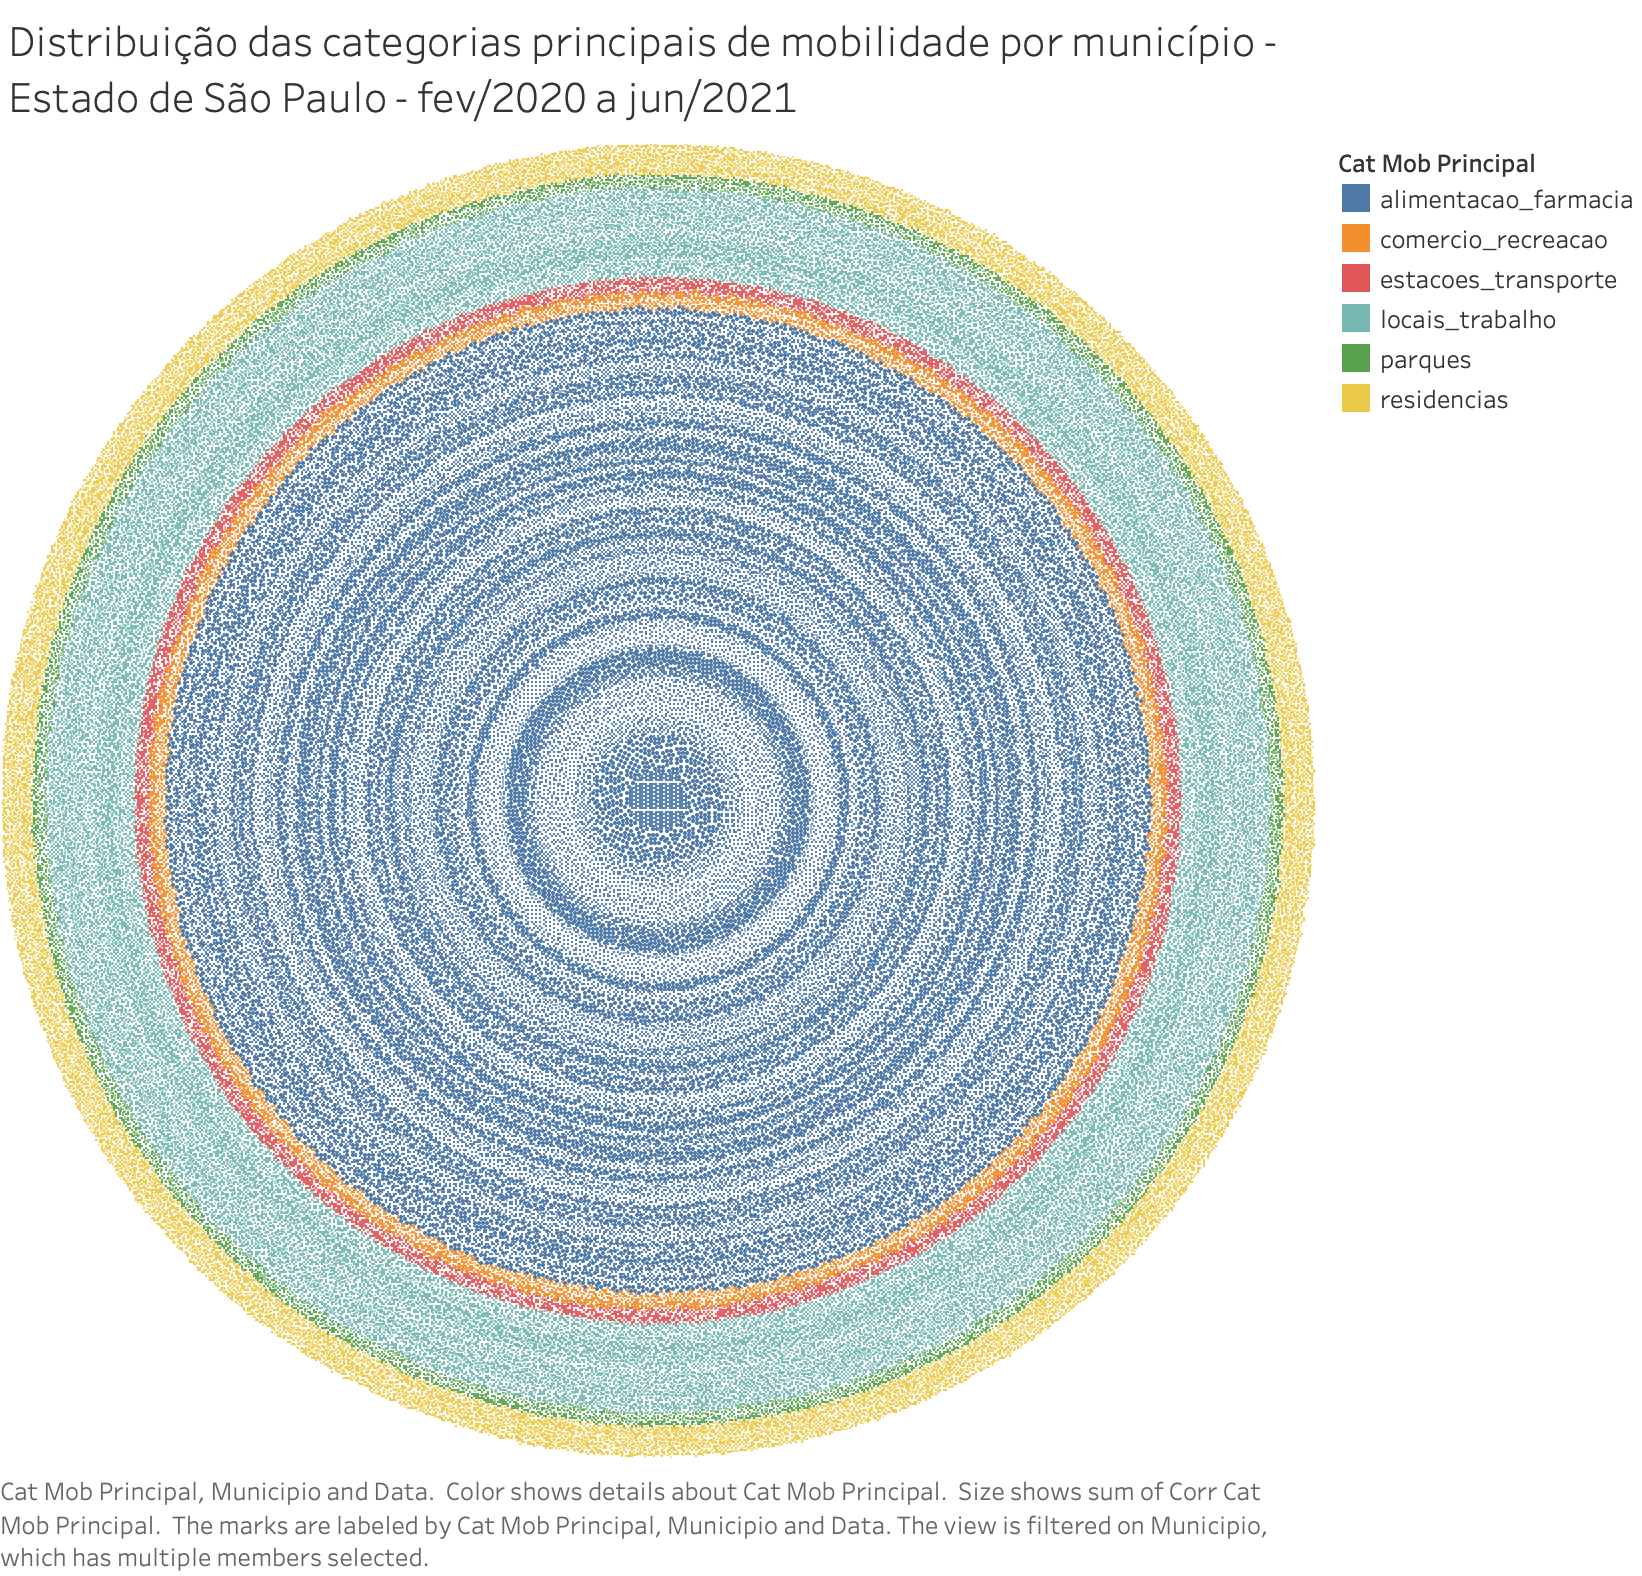 Distribuição das categorias principais de mobilidade por município -
Estado de São Paulo - fev/2020 a jun/2021
Cat Mob Principal
alimentacao_farmacia
comercio_recreacao
estacoes_transporte
locais_trabalho
parques
residencias
Cat Mob Principal, Municipio and Data.  Color shows details about Cat Mob Principal.  Size shows sum of Corr Cat
Mob Principal.  The marks are labeled by Cat Mob Principal, Municipio and Data. The view is filtered on Municipio,
which has multiple members selected.